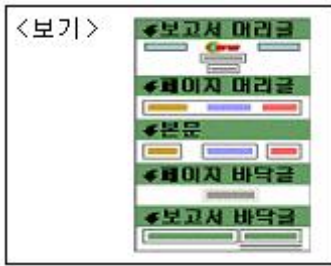 <보기>
보고서 머리글
페이지 머리글
본문
페이지 바닥글
보고서 바닥글